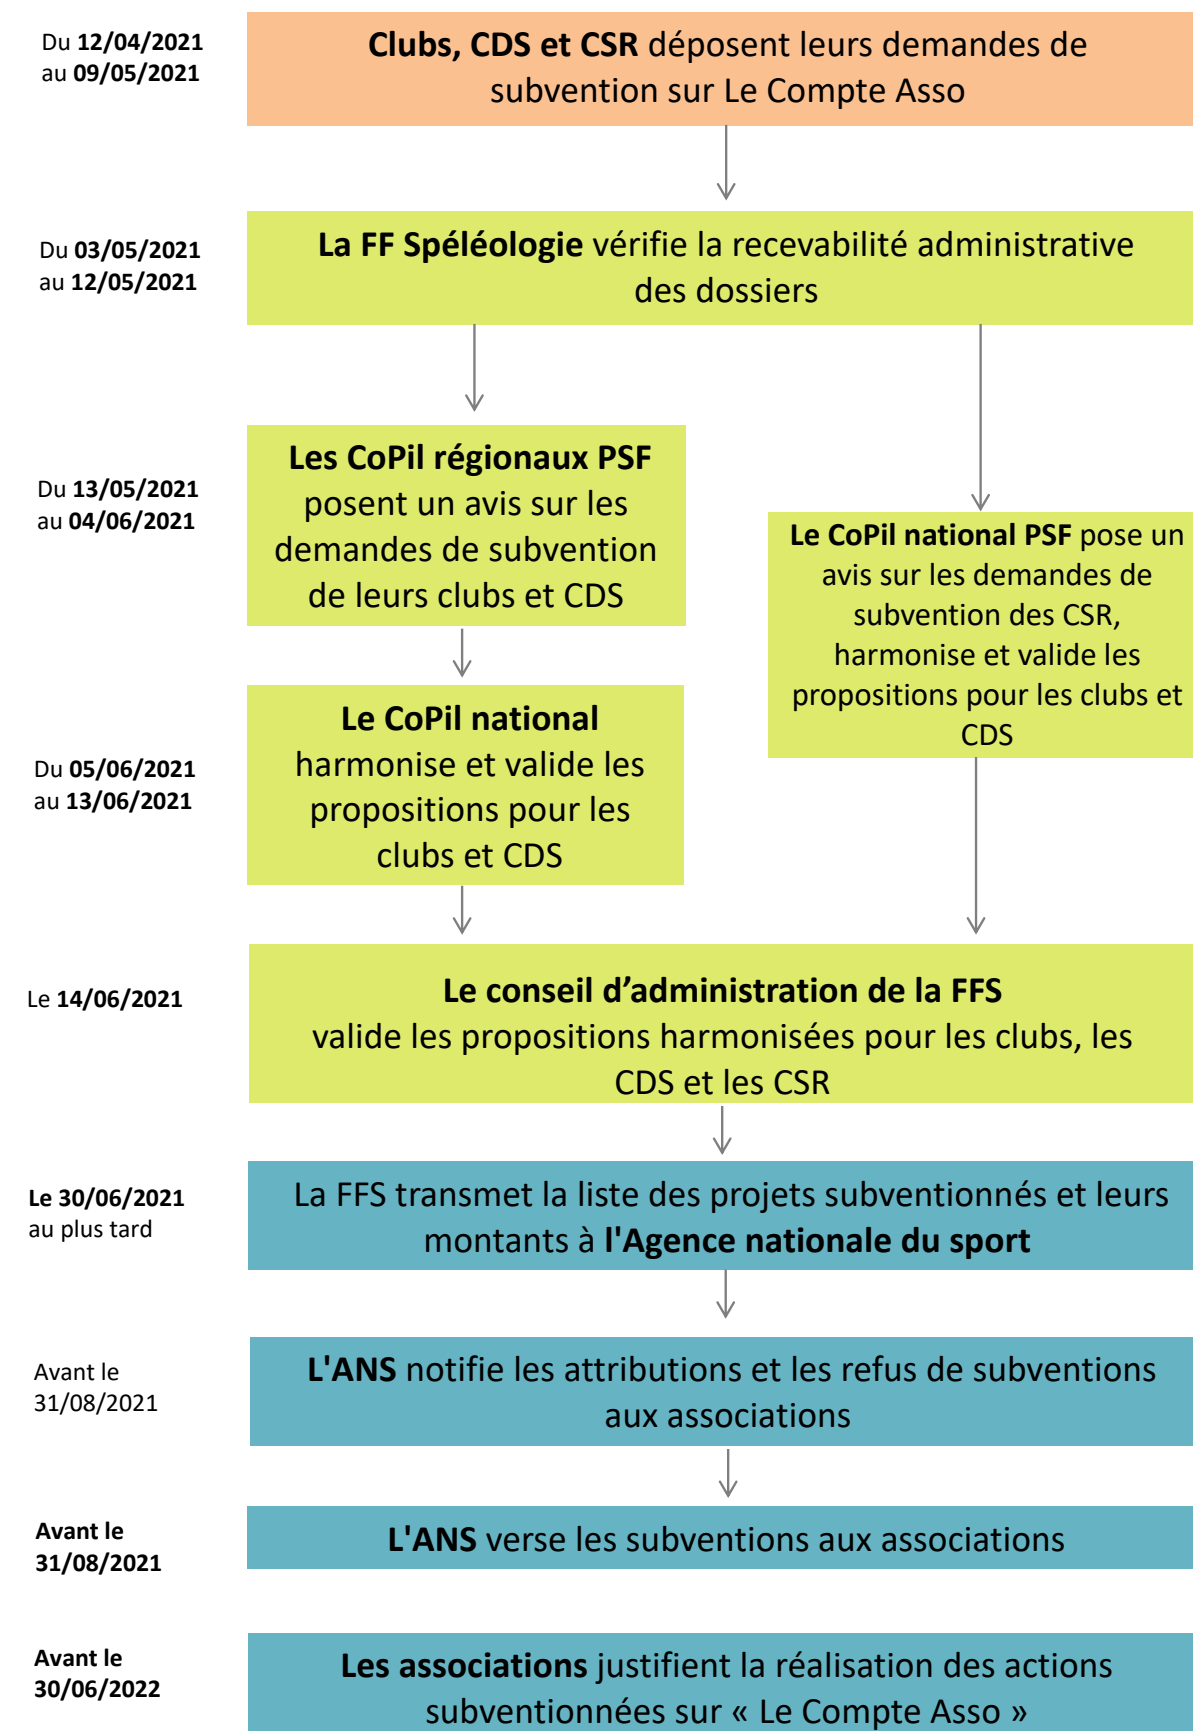 Du 12/04/2021
au 09/05/2021
Clubs, CDS et CSR déposent leurs demandes de
subvention sur Le Compte Asso
Du 03/05/2021
au 12/05/2021
La FF Spéléologie vérifie la recevabilité administrative
des dossiers
Du 13/05/2021
au 04/06/2021
Les CoPil régionaux PSF
posent un avis sur les
demandes de subvention
de leurs clubs et CDS
Le CoPil national PSF pose un
avis sur les demandes de
subvention des CSR,
harmonise et valide les
propositions pour les clubs et
CDS
Du 05/06/2021
au 13/06/2021
Le CoPil national
harmonise et valide les
propositions pour les
clubs et CDS
Le 14/06/2021
Le conseil d’administration de la FFS
valide les propositions harmonisées pour les clubs, les
CDS et les CSR
Le 30/06/2021
au plus tard
La FFS transmet la liste des projets subventionnés et leurs
montants à l'Agence nationale du sport
Avant le
31/08/2021
L'ANS notifie les attributions et les refus de subventions
aux associations
Avant le
31/08/2021
L'ANS verse les subventions aux associations
Avant le
30/06/2022
Les associations justifient la réalisation des actions
subventionnées sur « Le Compte Asso »